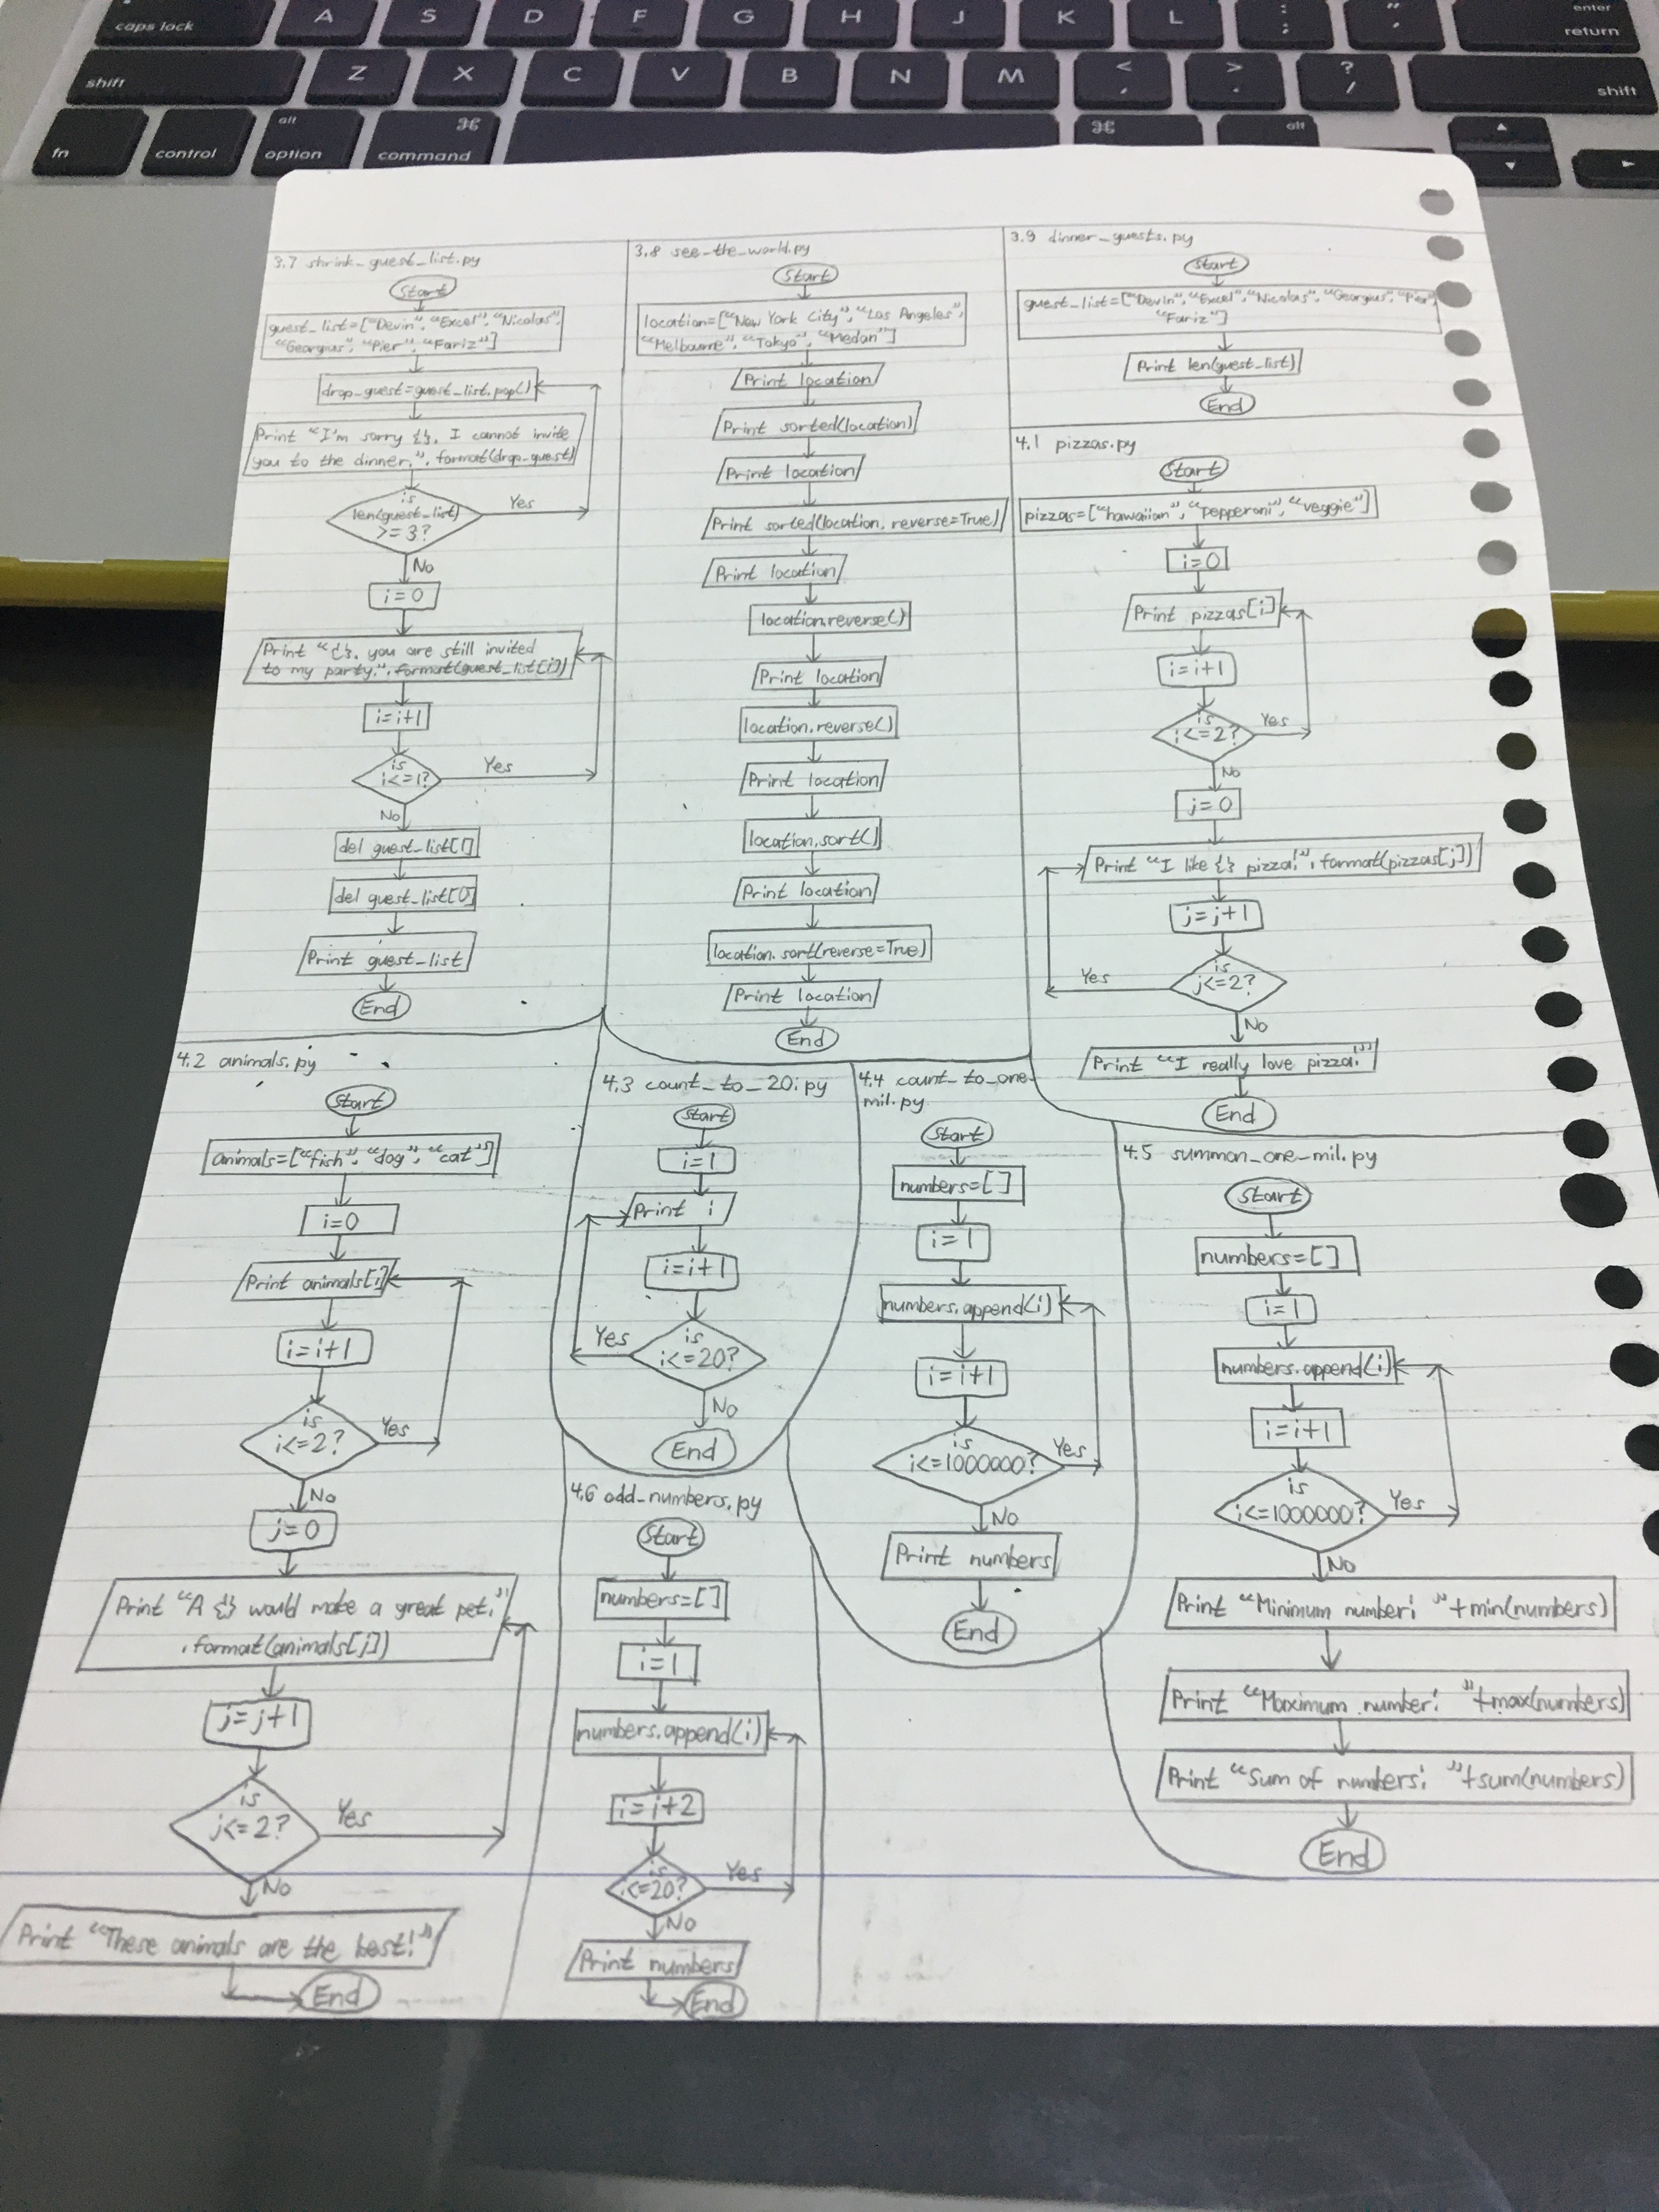 caps lock
A
S
D
F
G
H
J
K
L
:
;
"
'
enter
return
shift
Z
X
C
V
B
N
M
<
,
>
.
?
/
shift
fn
control
alt
option
⌘
command
⌘
alt
3.7 shrink_guest_list.py
Start
guest_list=["Devin", "Excel", "Nicolas",
"Georgius", "Pier", "Fariz"]
drop_guest=guest_list.pop()
Print "I'm sorry {}, I cannot invite
you to the dinner.".format(drop_guest)
is
len(guest_list)
>=3?
Yes
No
i=0
Print "{}, you are still invited
to my party.".format(guest_list[i])
i=i+1
is
i<=1?
Yes
No
del guest_list[1]
del guest_list[0]
Print guest_list
End
3.8 see_the_world.py
Start
location=["New York City", "Los Angeles",
"Melbourne", "Tokyo", "Medan"]
Print location
Print sorted(location)
Print location
Print sorted(location, reverse=True)
Print location
location.reverse()
Print location
location.reverse()
Print location
location.sort()
Print location
location.sort(reverse=True)
Print location
End
3.9 dinner_guests.py
Start
guest_list=["Devin", "Excel", "Nicolas", "Georgius", "Pier",
"Fariz"]
Print len(guest_list)
End
4.1 pizzas.py
Start
pizzas=["hawaiian", "pepperoni", "veggie"]
i=0
Print pizzas[i]
i=i+1
is
i<=2?
Yes
No
j=0
Print "I like {} pizza!".format(pizzas[j])
j=j+1
is
j<=2?
Yes
No
Print "I really love pizza!"
End
4.2 animals.py
Start
animals=["fish", "dog", "cat"]
i=0
Print animals[i]
i=i+1
is
i<=2?
Yes
No
j=0
Print "A {} would make a great pet."
.format(animals[j])
j=j+1
is
j<=2?
Yes
No
Print "These animals are the best!"
End
4.3 count_to_20.py
Start
i=1
Print i
i=i+1
is
i<=20?
Yes
No
End
4.4 count_to_one_
mil.py
Start
numbers=[]
i=1
numbers.append(i)
i=i+1
is
i<=1000000?
Yes
No
Print numbers
End
4.5 summon_one_mil.py
Start
numbers=[]
i=1
numbers.append(i)
i=i+1
is
i<=1000000?
Yes
No
Print "Minimum number: "+min(numbers)
Print "Maximum number: "+max(numbers)
Print "Sum of numbers: "+sum(numbers)
End
4.6 odd_numbers.py
Start
numbers=[]
i=1
numbers.append(i)
i=i+2
is
i<=20?
Yes
No
Print numbers
End